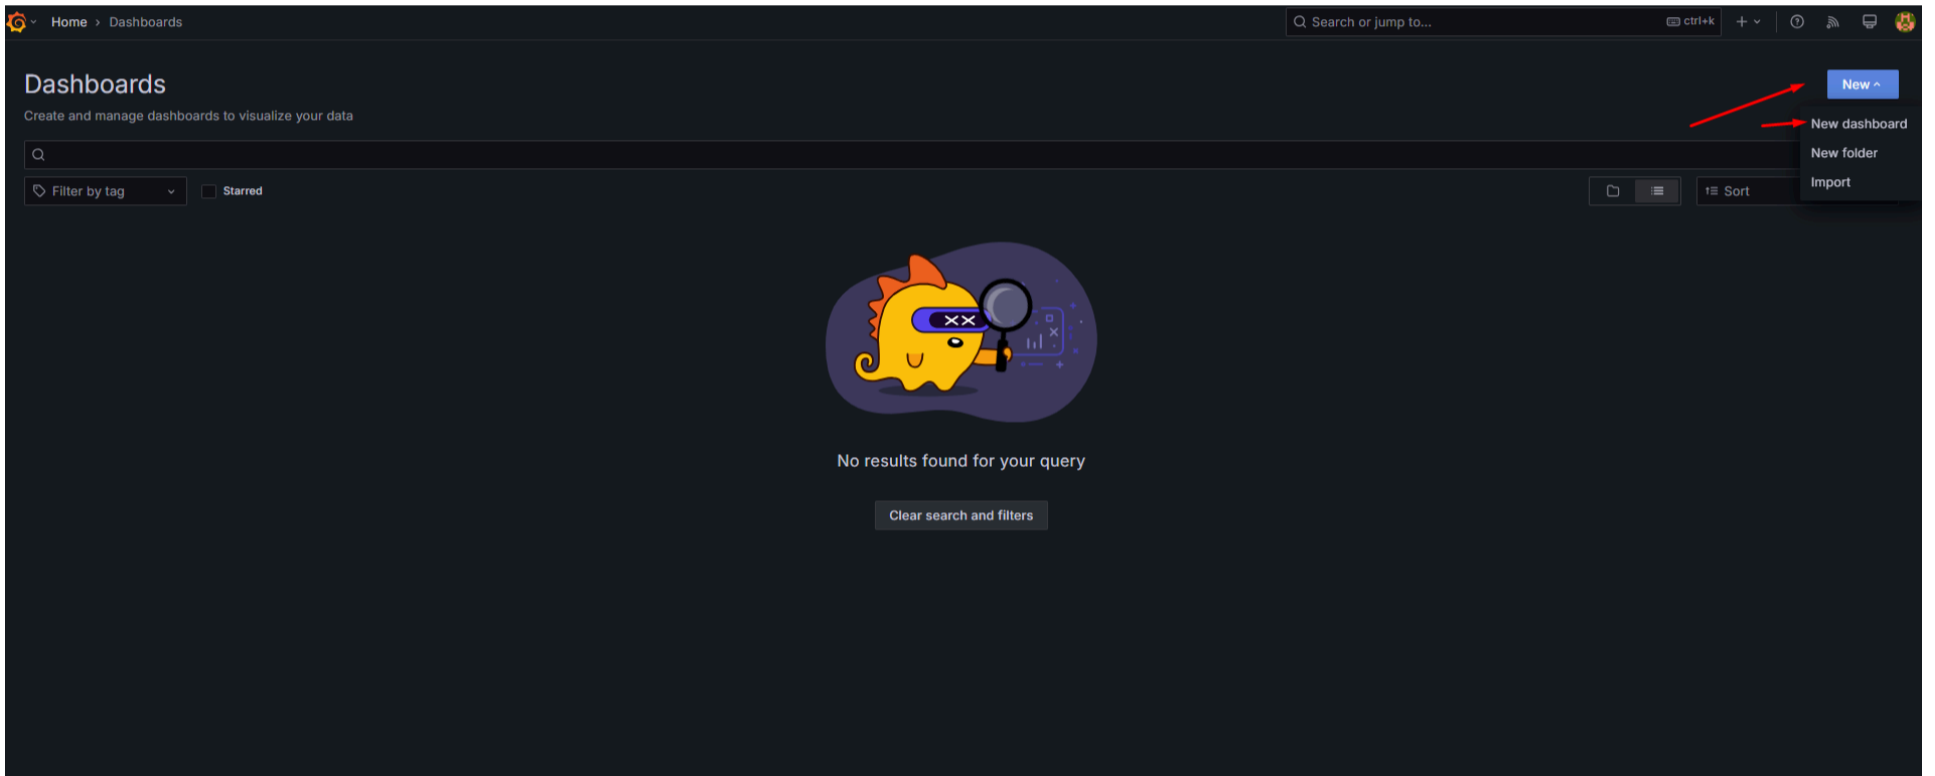 Home › Dashboards
Search or jump to...
ctrl+k
Dashboards
Create and manage dashboards to visualize your data
New
New dashboard
New folder
Import
Filter by tag
Starred
Sort
No results found for your query
Clear search and filters